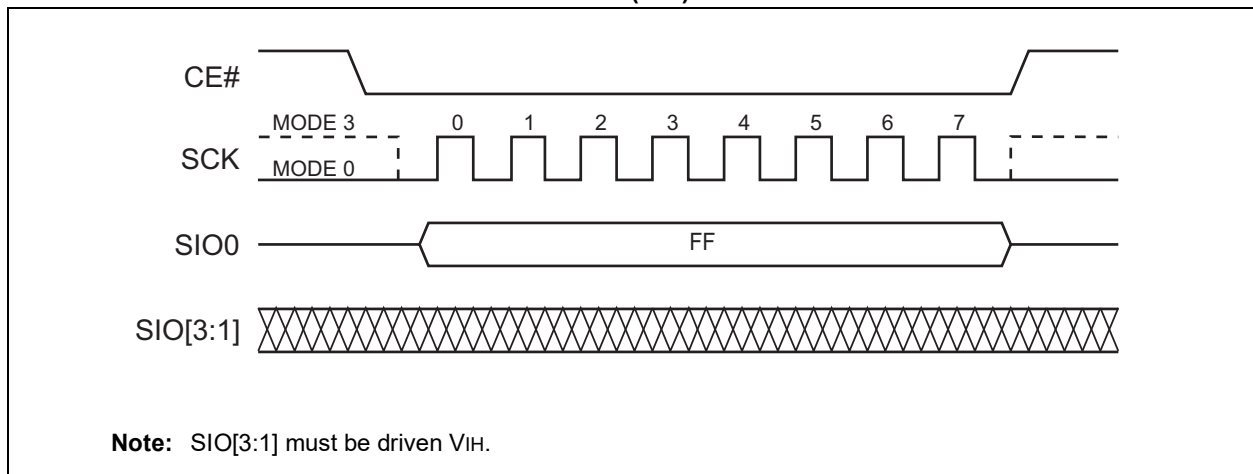 CE#
MODE 3 0 1 2 3 4 5 6 7
SCK
MODE 0
SIO0 FF
SIO[3:1]
Note: SIO[3:1] must be driven VIH.